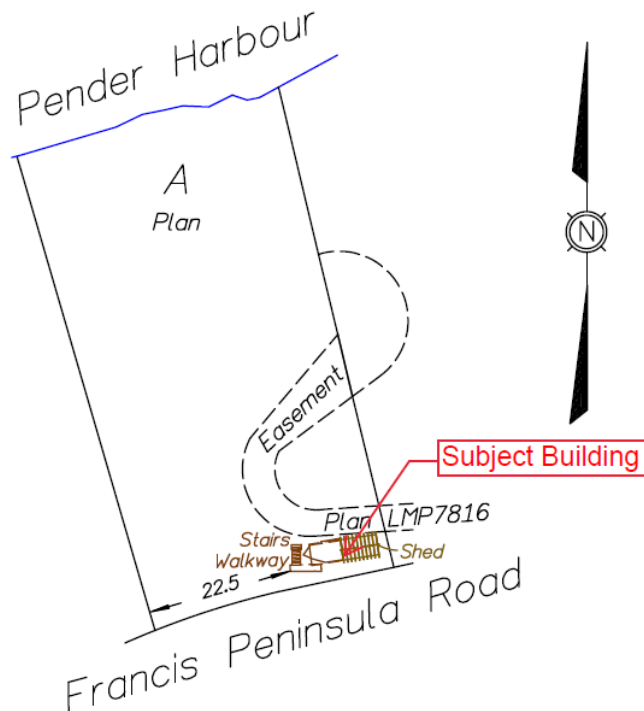 Pender Harbour
A
Plan
N
Easement
Subject Building
Plan LMP7816
Stairs
Walkway
Shed
22.5
Francis Peninsula Road